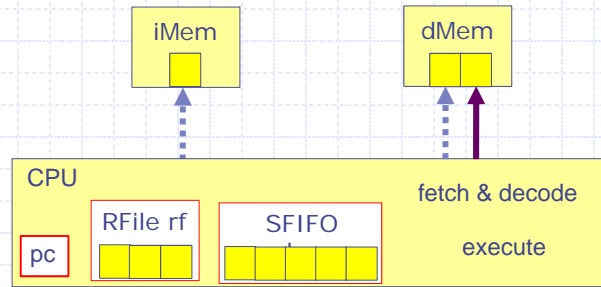 iMem
dMem
CPU
fetch & decode
RFile rf
SFIFO
pc
execute